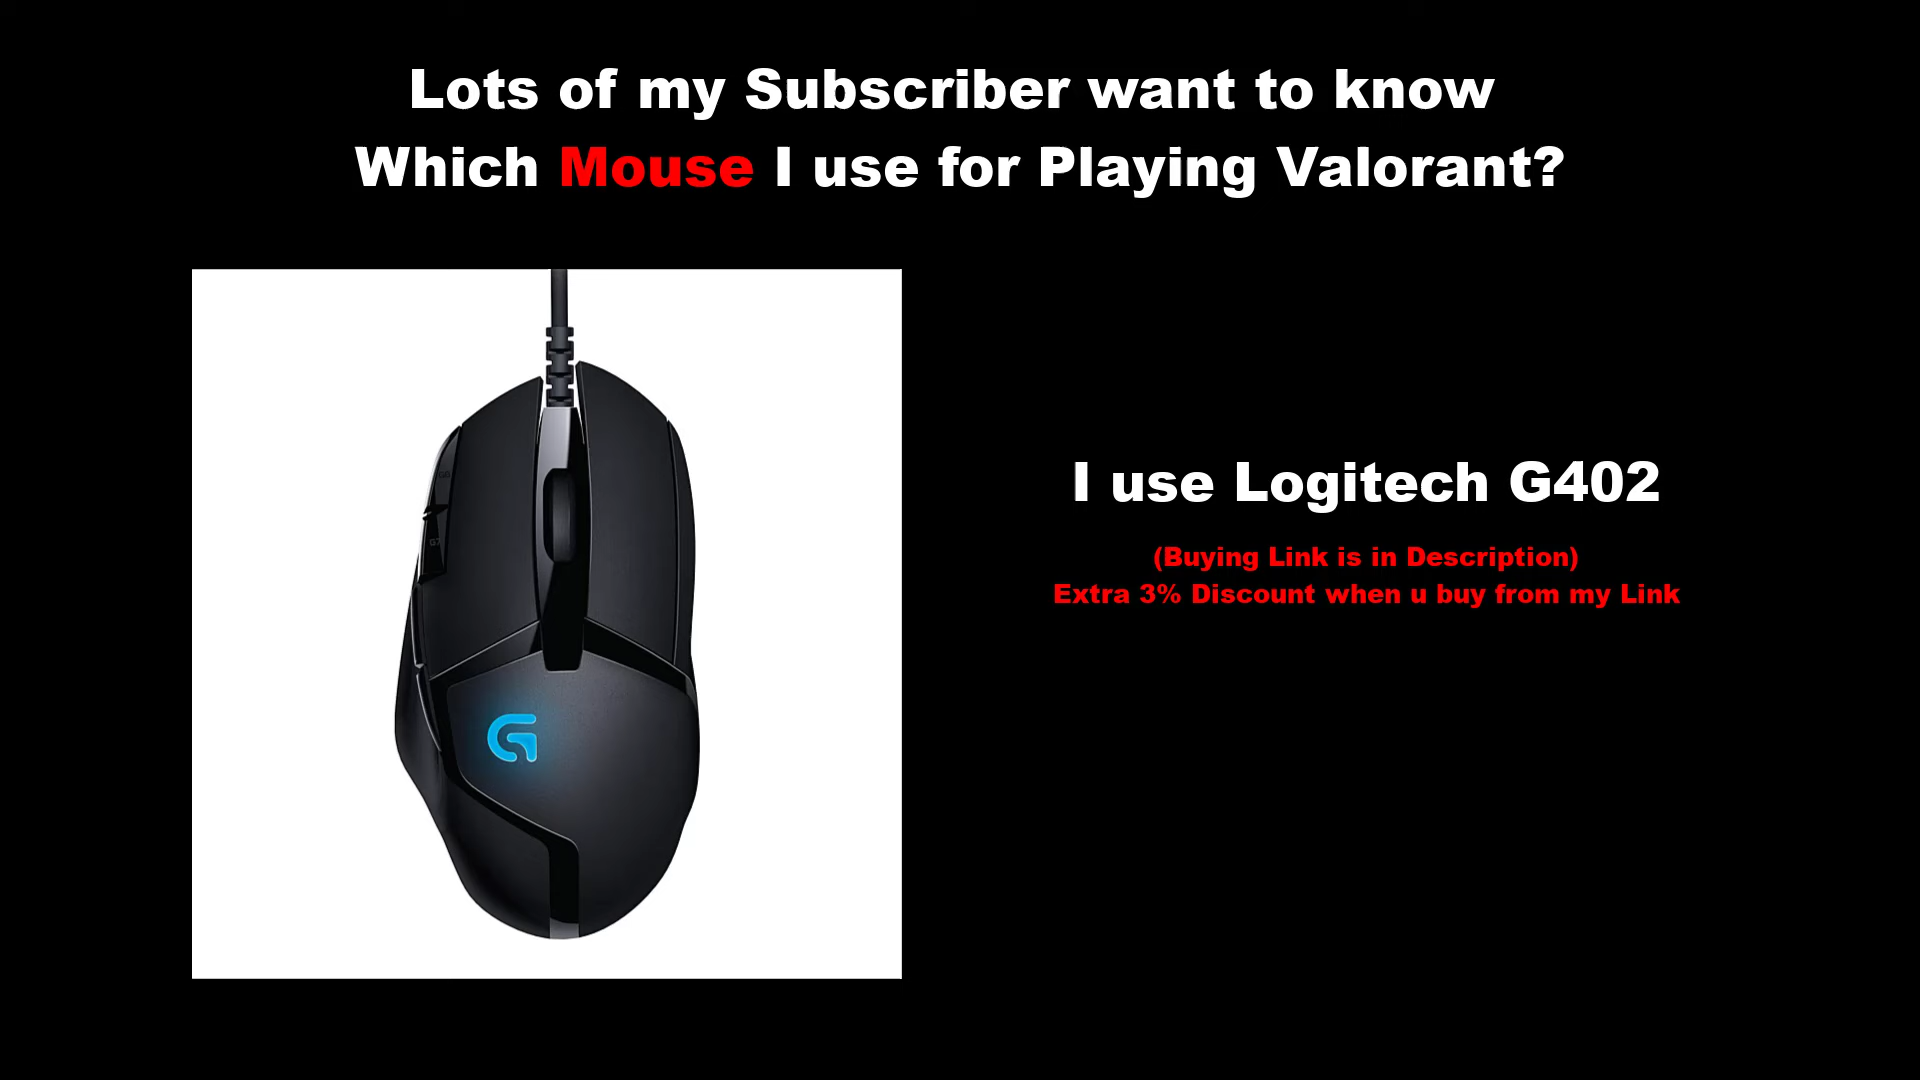 Lots of my Subscriber want to know
Which Mouse I use for Playing Valorant?
G7
I use Logitech G402
(Buying Link is in Description)
Extra 3% Discount when u buy from my Link